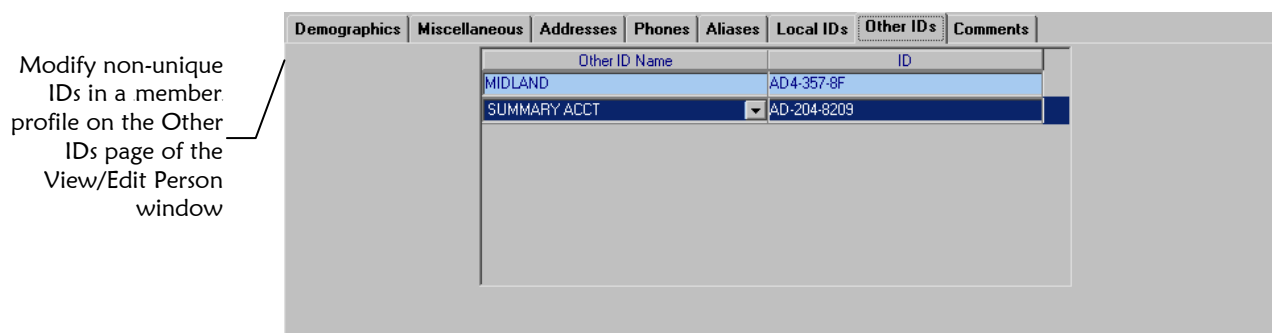 Demographics Miscellaneous Addresses Phones Aliases Local IDs Other IDs Comments
Modify non-unique
IDs in a member
profile on the Other
IDs page of the
View/Edit Person
window
Other ID Name ID
MIDLAND AD4-357-8F
SUMMARY ACCT AD-204-8209